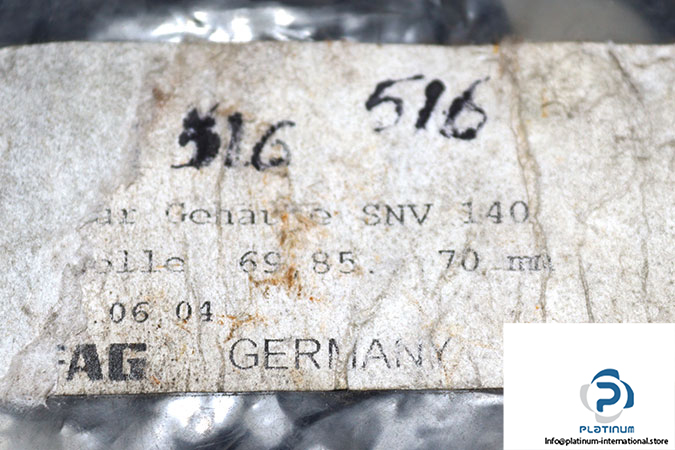 516
516
ur Gehäuse SNV 140
elle 69,85. 70 mm
.06.04
FAG GERMANY
PLATINUM
Info@platinum-international.store